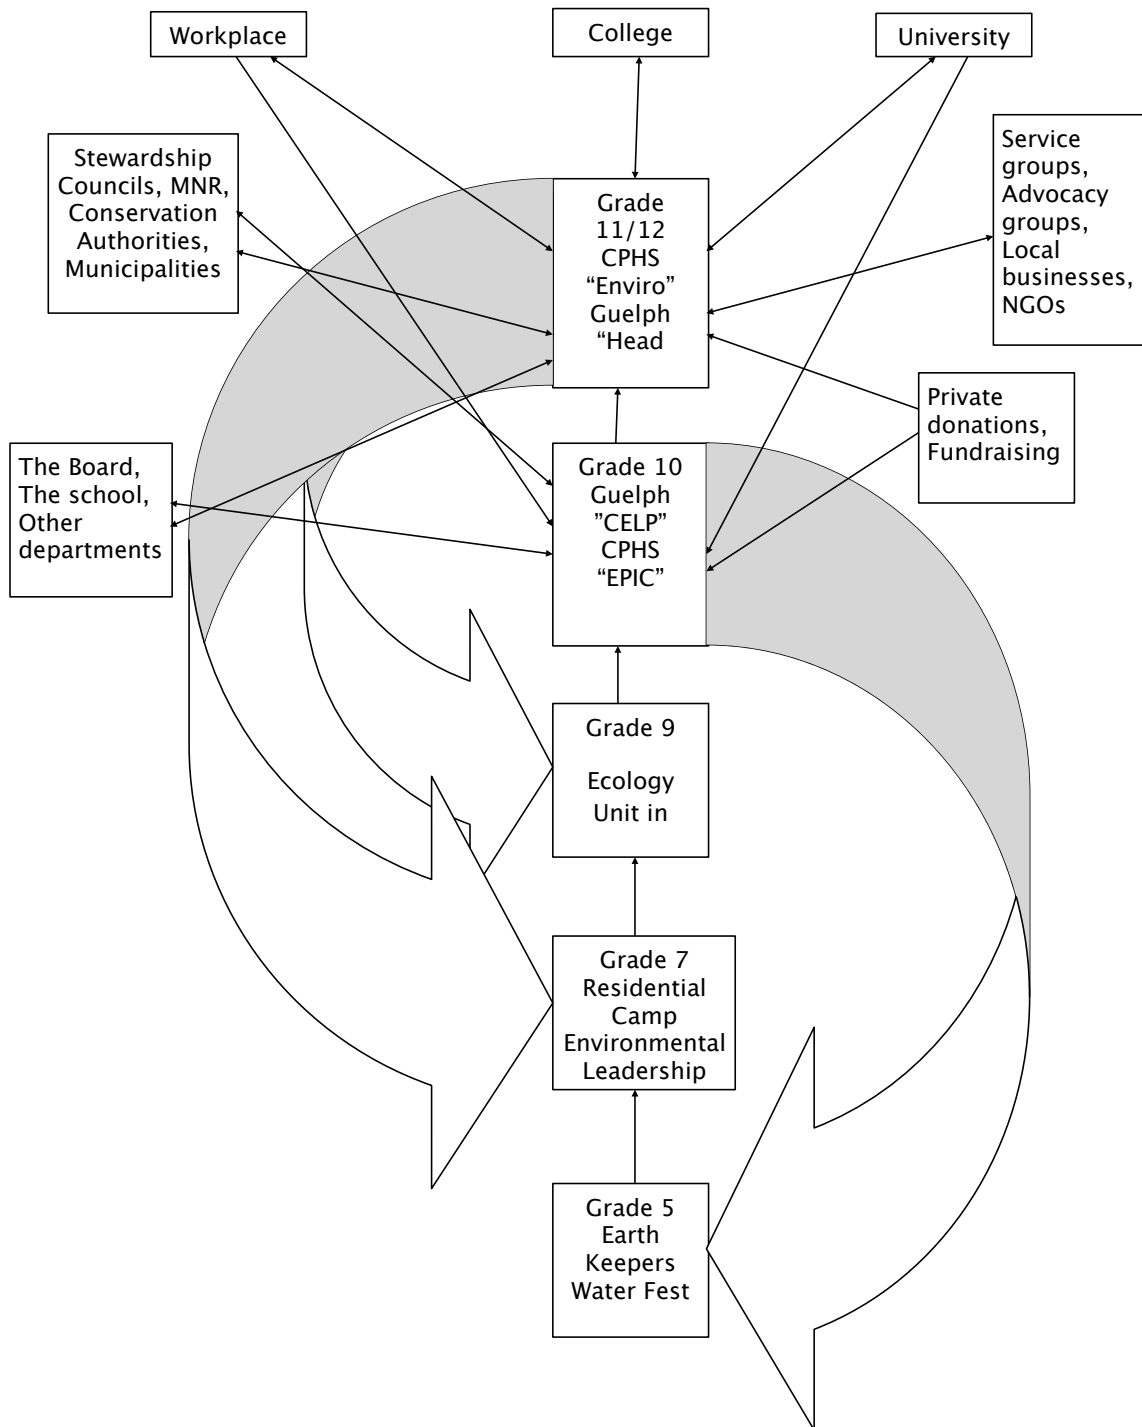 Workplace
College
University
Stewardship
Councils, MNR,
Conservation
Authorities,
Municipalities
Grade
11/12
CPHS
“Enviro”
Guelph
“Head
Service
groups,
Advocacy
groups,
Local
businesses,
NGOs
Private
donations,
Fundraising
The Board,
The school,
Other
departments
Grade 10
Guelph
”CELP”
CPHS
“EPIC”
Grade 9
Ecology
Unit in
Grade 7
Residential
Camp
Environmental
Leadership
Grade 5
Earth
Keepers
Water Fest